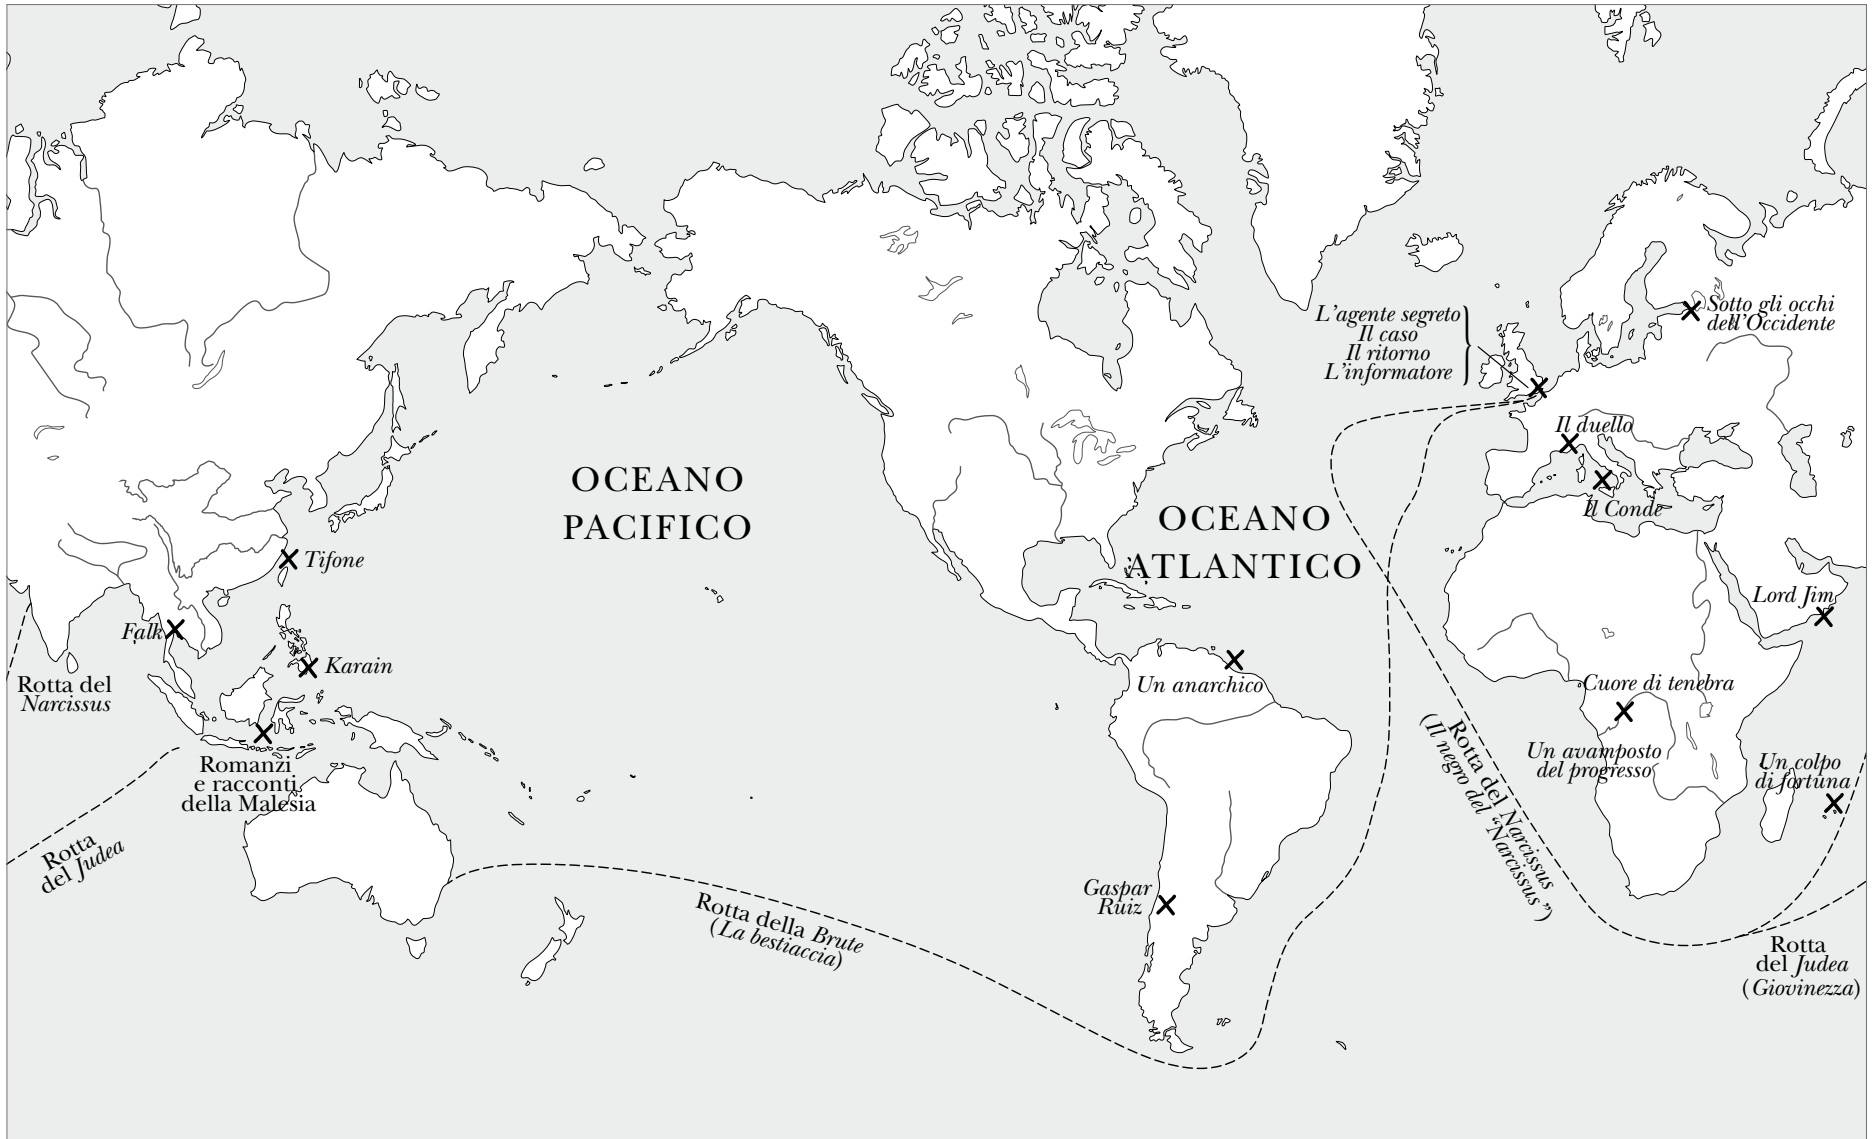 OCEANO
PACIFICO
OCEANO
ATLANTICO
L'agente segreto
Il caso
Il ritorno
L'informatore
Sotto gli occhi
dell'Occidente
Il duello
Il Conde
Tifone
Lord Jim
Falk
Karain
Rotta del
Narcissus
Un anarchico
Cuore di tenebra
Un avamposto
del progresso
Un colpo
di fortuna
Romanzi
e racconti
della Malesia
Rotta
del Judea
Rotta della Brute
(La bestiaccia)
Gaspar
Ruiz
Rotta del Narcissus
(Il negro del “Narcissus”)
Rotta
del Judea
(Giovinezza)